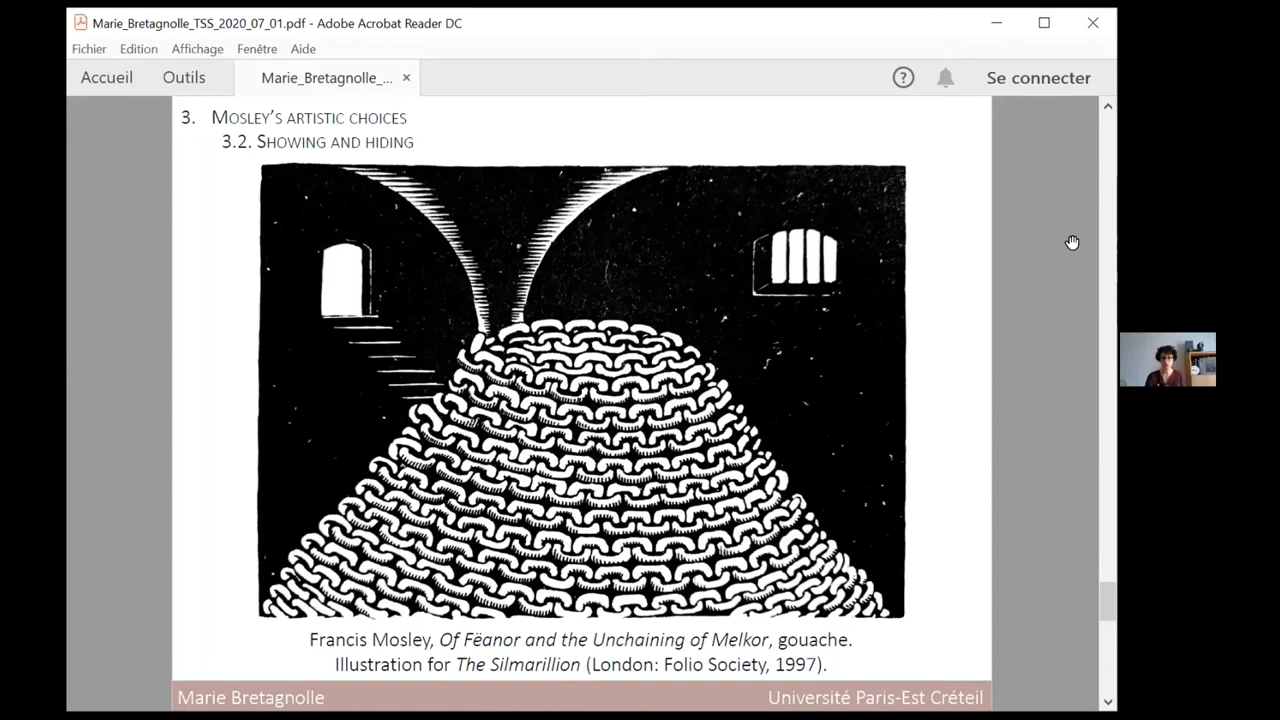 Marie_Bretagnolle_TSS_2020_07_01.pdf - Adobe Acrobat Reader DC
Fichier Edition Affichage Fenêtre Aide
Accueil Outils Marie_Bretagnolle_... × Se connecter
3. MOSLEY'S ARTISTIC CHOICES
3.2. SHOWING AND HIDING
Francis Mosley, Of Fëanor and the Unchaining of Melkor, gouache.
Illustration for The Silmarillion (London: Folio Society, 1997).
Marie Bretagnolle Université Paris-Est Créteil